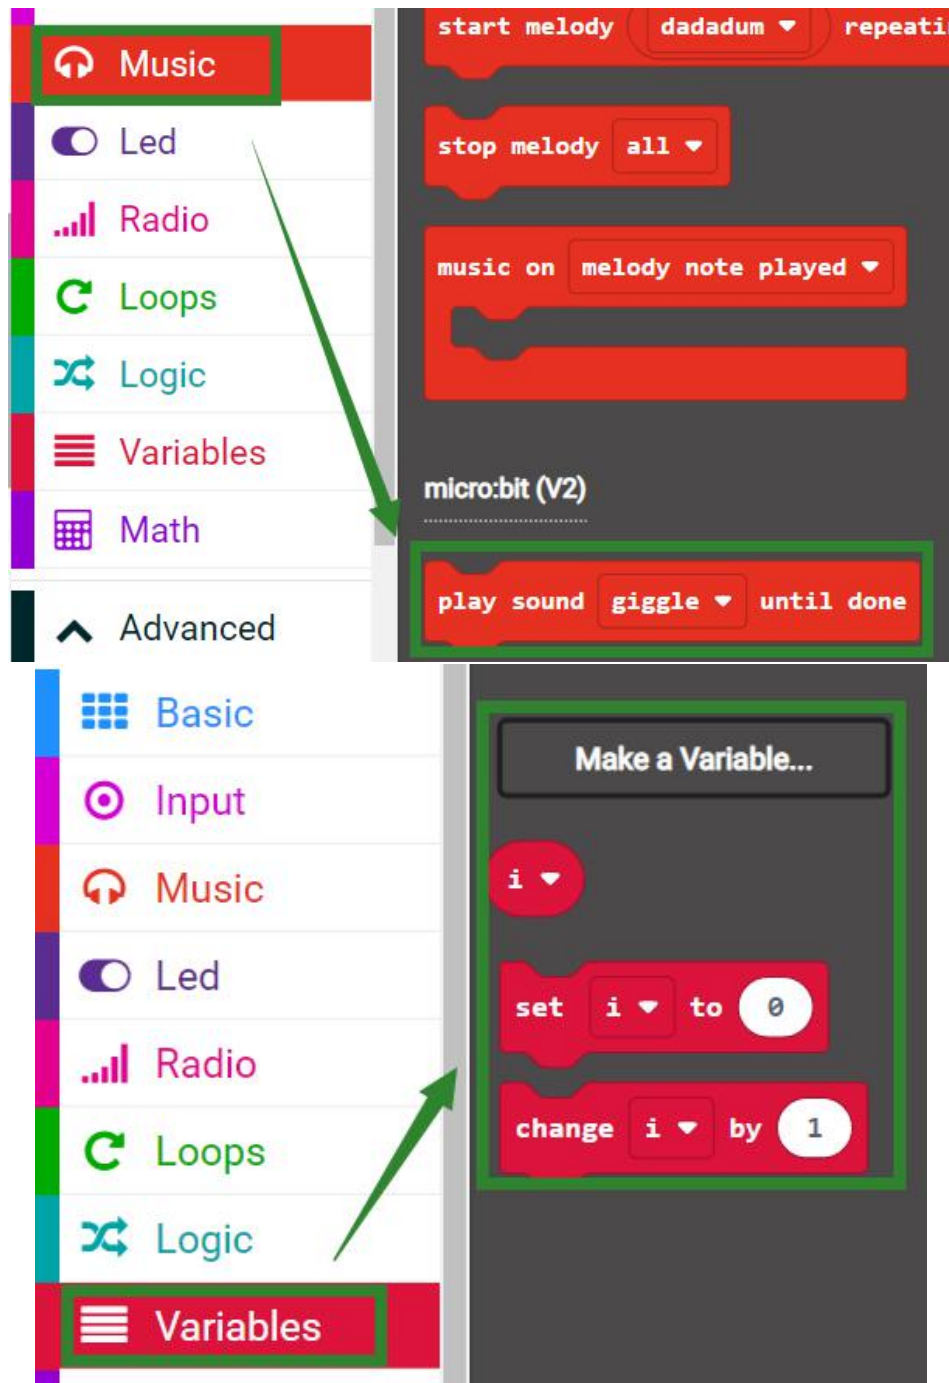 Music
Led
Radio
Loops
Logic
Variables
Math
Advanced
start melody dadadum repeati
stop melody all
music on melody note played
micro:bit (V2)
play sound giggle until done
Basic
Input
Music
Led
Radio
Loops
Logic
Variables
Make a Variable...
i
set i to 0
change i by 1